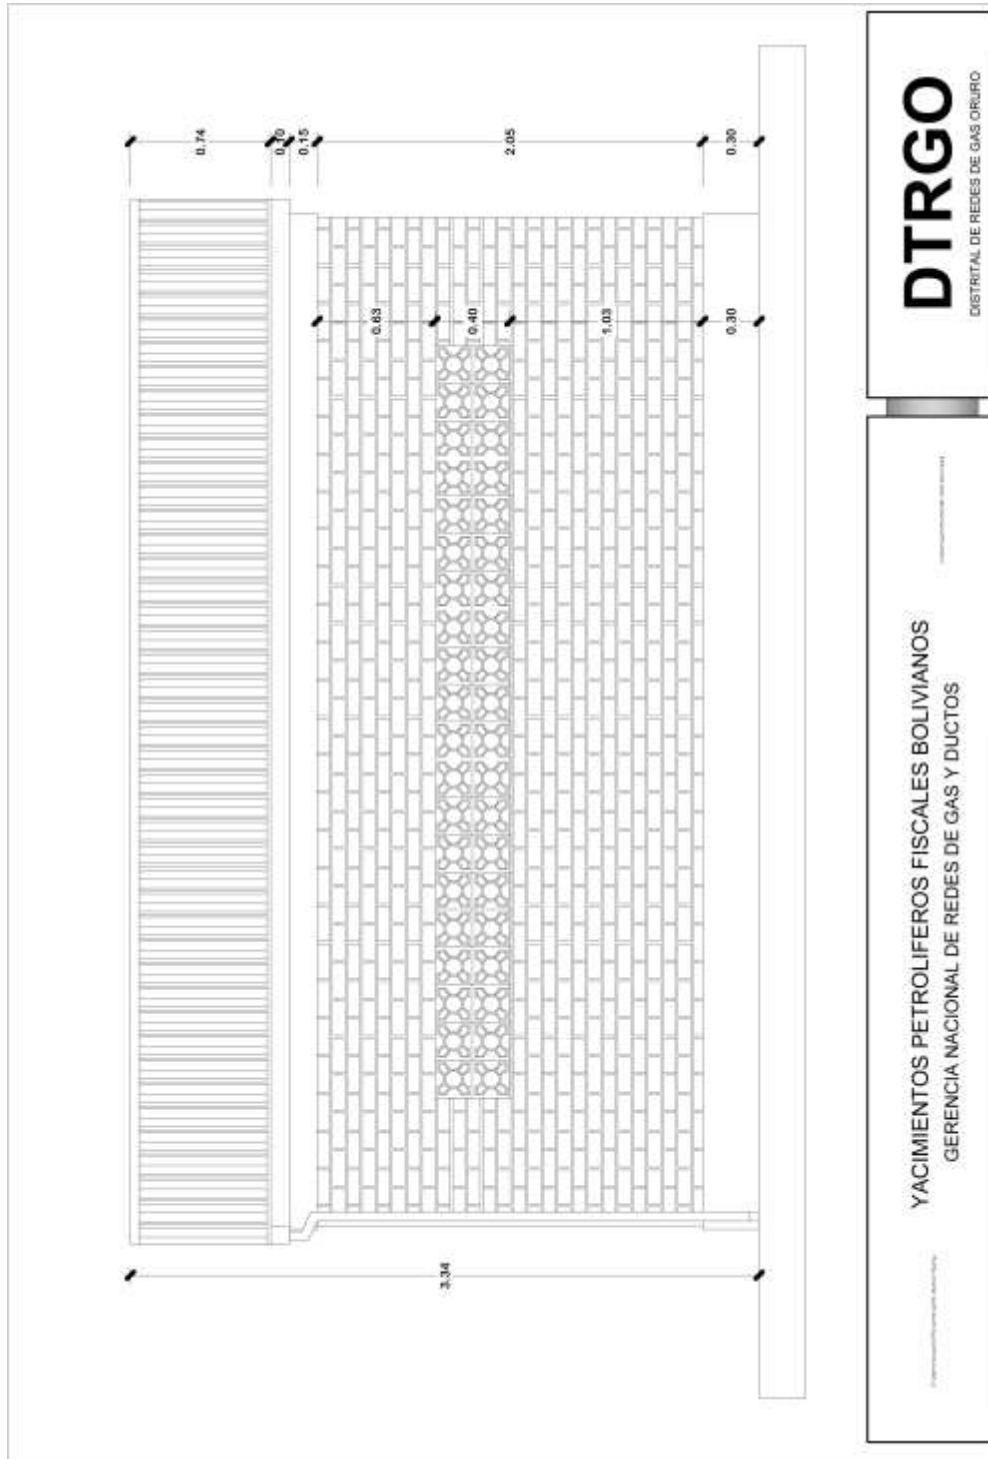 0.74
0.10
0.15
2.05
0.30
0.63
0.40
1.03
0.30
3.34
DTRGO
DISTRITAL DE REDES DE GAS ORURO
YACIMIENTOS PETROLIFEROS FISCALES BOLIVIANOS
GERENCIA NACIONAL DE REDES DE GAS Y DUCTOS